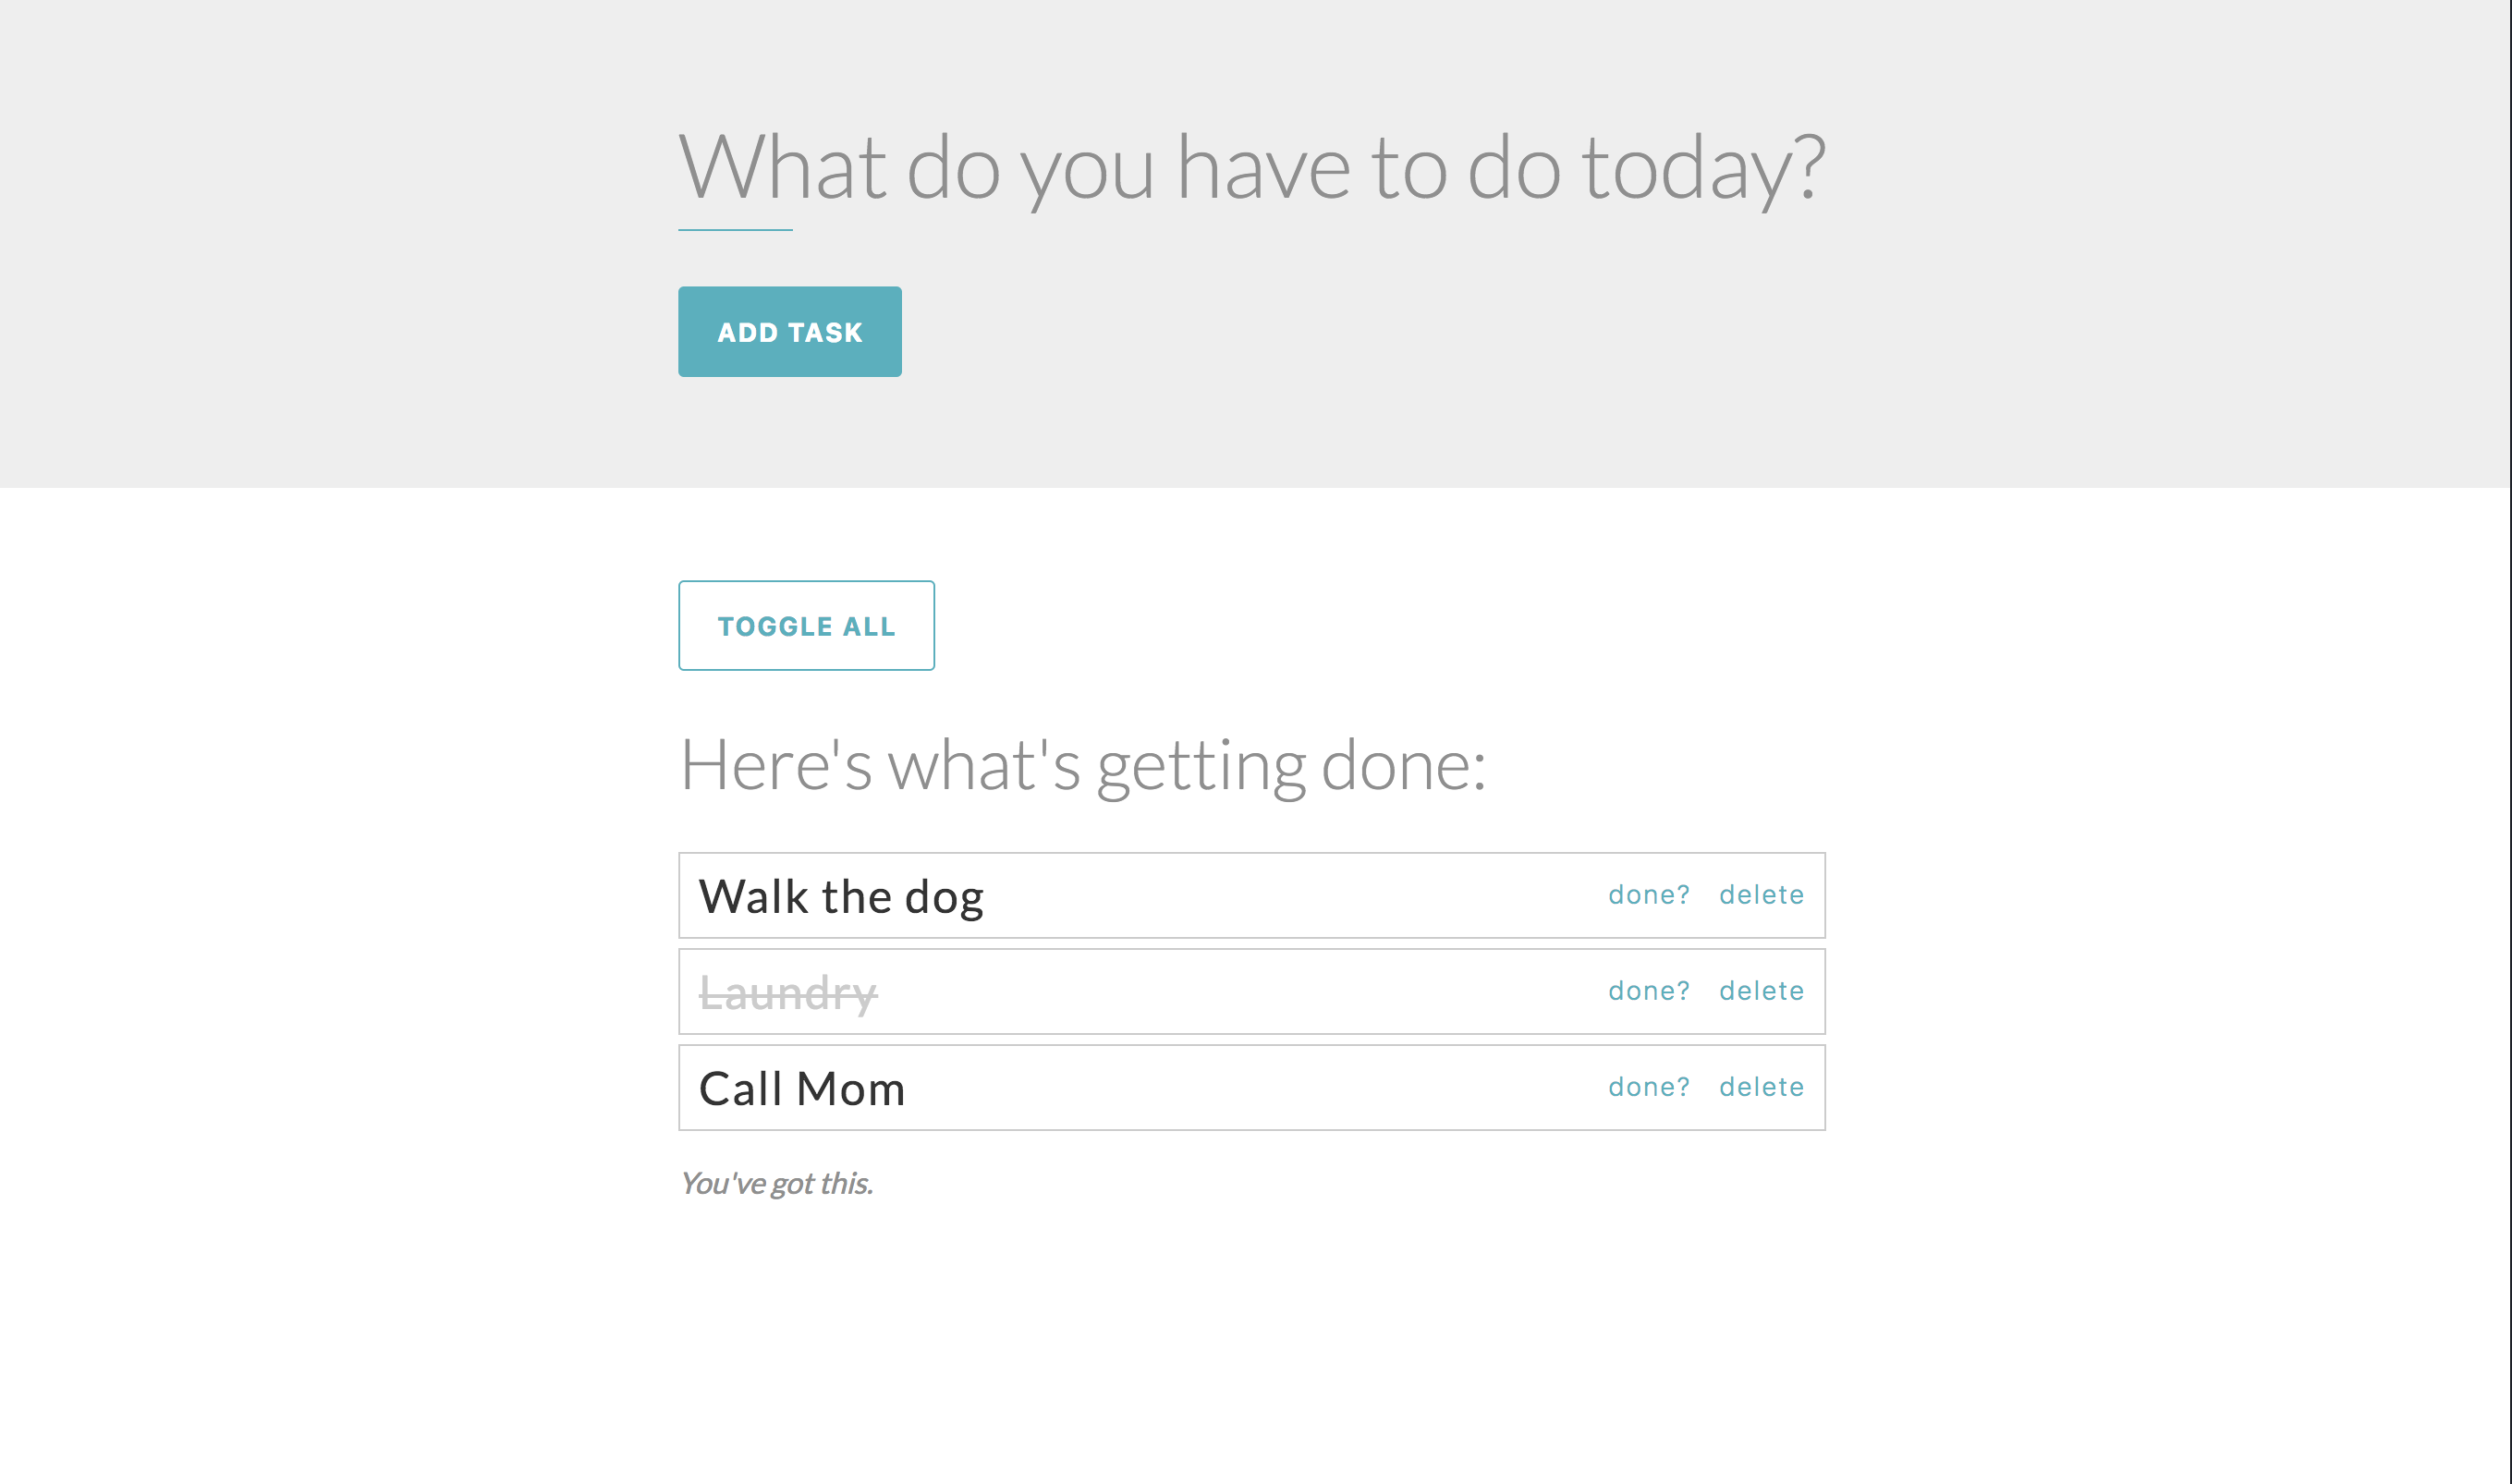 What do you have to do today?
ADD TASK
TOGGLE ALL
Here's what's getting done:
Walk the dog done? delete
Laundry done? delete
Call Mom done? delete
You've got this.